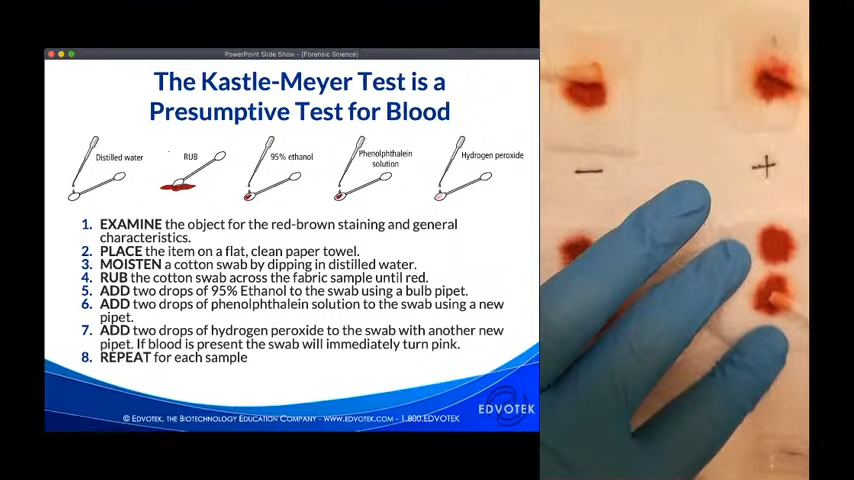 PowerPoint Slide Show - [Forensic Science]
The Kastle-Meyer Test is a
Presumptive Test for Blood
Distilled water
RUB
95% ethanol
Phenolphthalein
solution
Hydrogen peroxide
1. EXAMINE the object for the red-brown staining and general
characteristics.
2. PLACE the item on a flat, clean paper towel.
3. MOISTEN a cotton swab by dipping in distilled water.
4. RUB the cotton swab across the fabric sample until red.
5. ADD two drops of 95% Ethanol to the swab using a bulb pipet.
6. ADD two drops of phenolphthalein solution to the swab using a new
pipet.
7. ADD two drops of hydrogen peroxide to the swab with another new
pipet. If blood is present the swab will immediately turn pink.
8. REPEAT for each sample
© EDVOTEK, THE BIOTECHNOLOGY EDUCATION COMPANY - WWW.EDVOTEK.COM - 1.800.EDVOTEK
EDVOTEK
- +